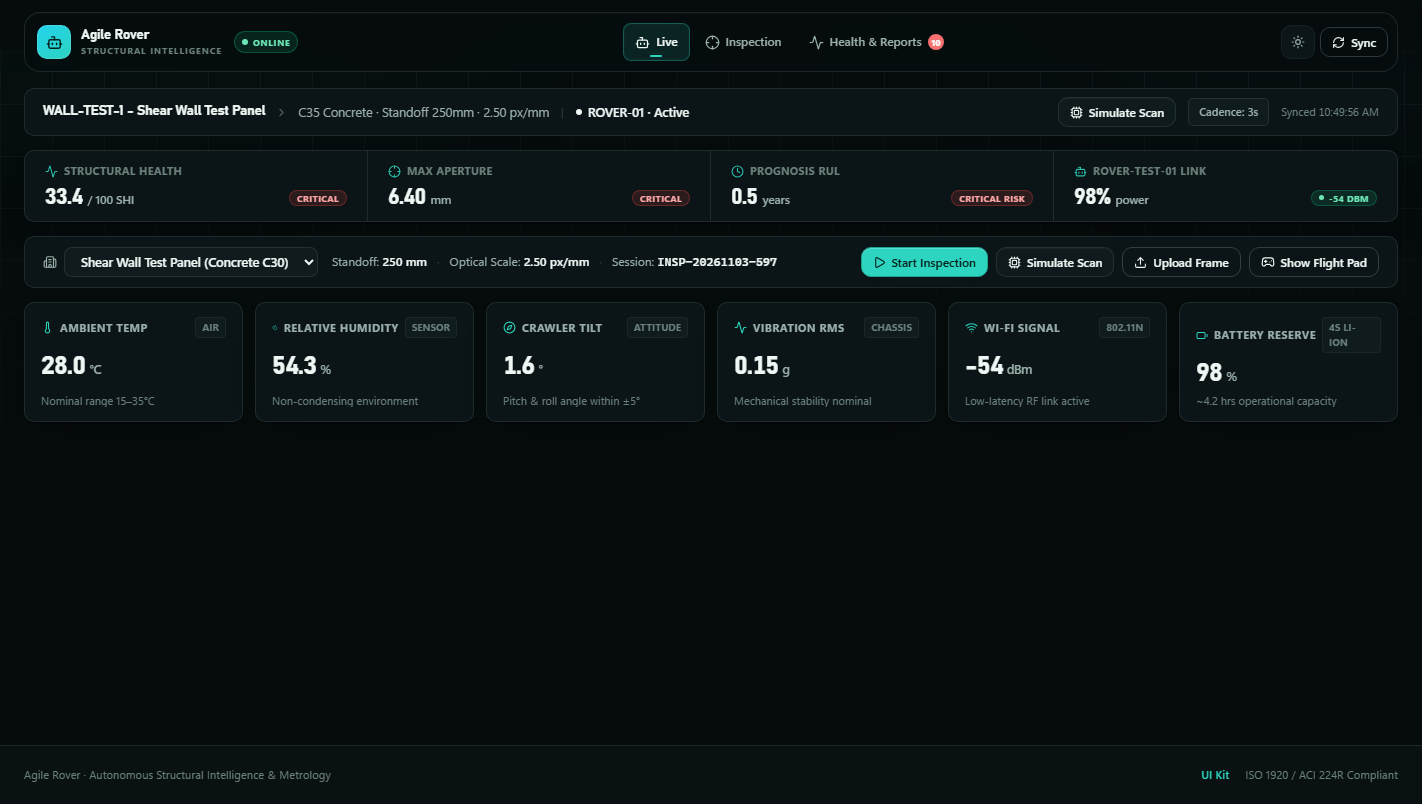 Agile Rover
STRUCTURAL INTELLIGENCE
ONLINE
Live
Inspection
Health & Reports 10
Sync
WALL-TEST-1 - Shear Wall Test Panel
C35 Concrete · Standoff 250mm · 2.50 px/mm
ROVER-01 · Active
Simulate Scan
Cadence: 3s
Synced 10:49:56 AM
STRUCTURAL HEALTH
33.4 / 100 SHI
CRITICAL
MAX APERTURE
6.40 mm
CRITICAL
PROGNOSIS RUL
0.5 years
CRITICAL RISK
ROVER-TEST-01 LINK
98% power
-54 DBM
Shear Wall Test Panel (Concrete C30)
Standoff: 250 mm · Optical Scale: 2.50 px/mm · Session: INSP-20261103-597
Start Inspection
Simulate Scan
Upload Frame
Show Flight Pad
AMBIENT TEMP
AIR
28.0 °C
Nominal range 15–35°C
RELATIVE HUMIDITY
SENSOR
54.3 %
Non-condensing environment
CRAWLER TILT
ATTITUDE
1.6 °
Pitch & roll angle within ±5°
VIBRATION RMS
CHASSIS
0.15 g
Mechanical stability nominal
WI-FI SIGNAL
802.11N
-54 dBm
Low-latency RF link active
BATTERY RESERVE
4S LI-
ION
98 %
~4.2 hrs operational capacity
Agile Rover · Autonomous Structural Intelligence & Metrology
UI Kit
ISO 1920 / ACI 224R Compliant